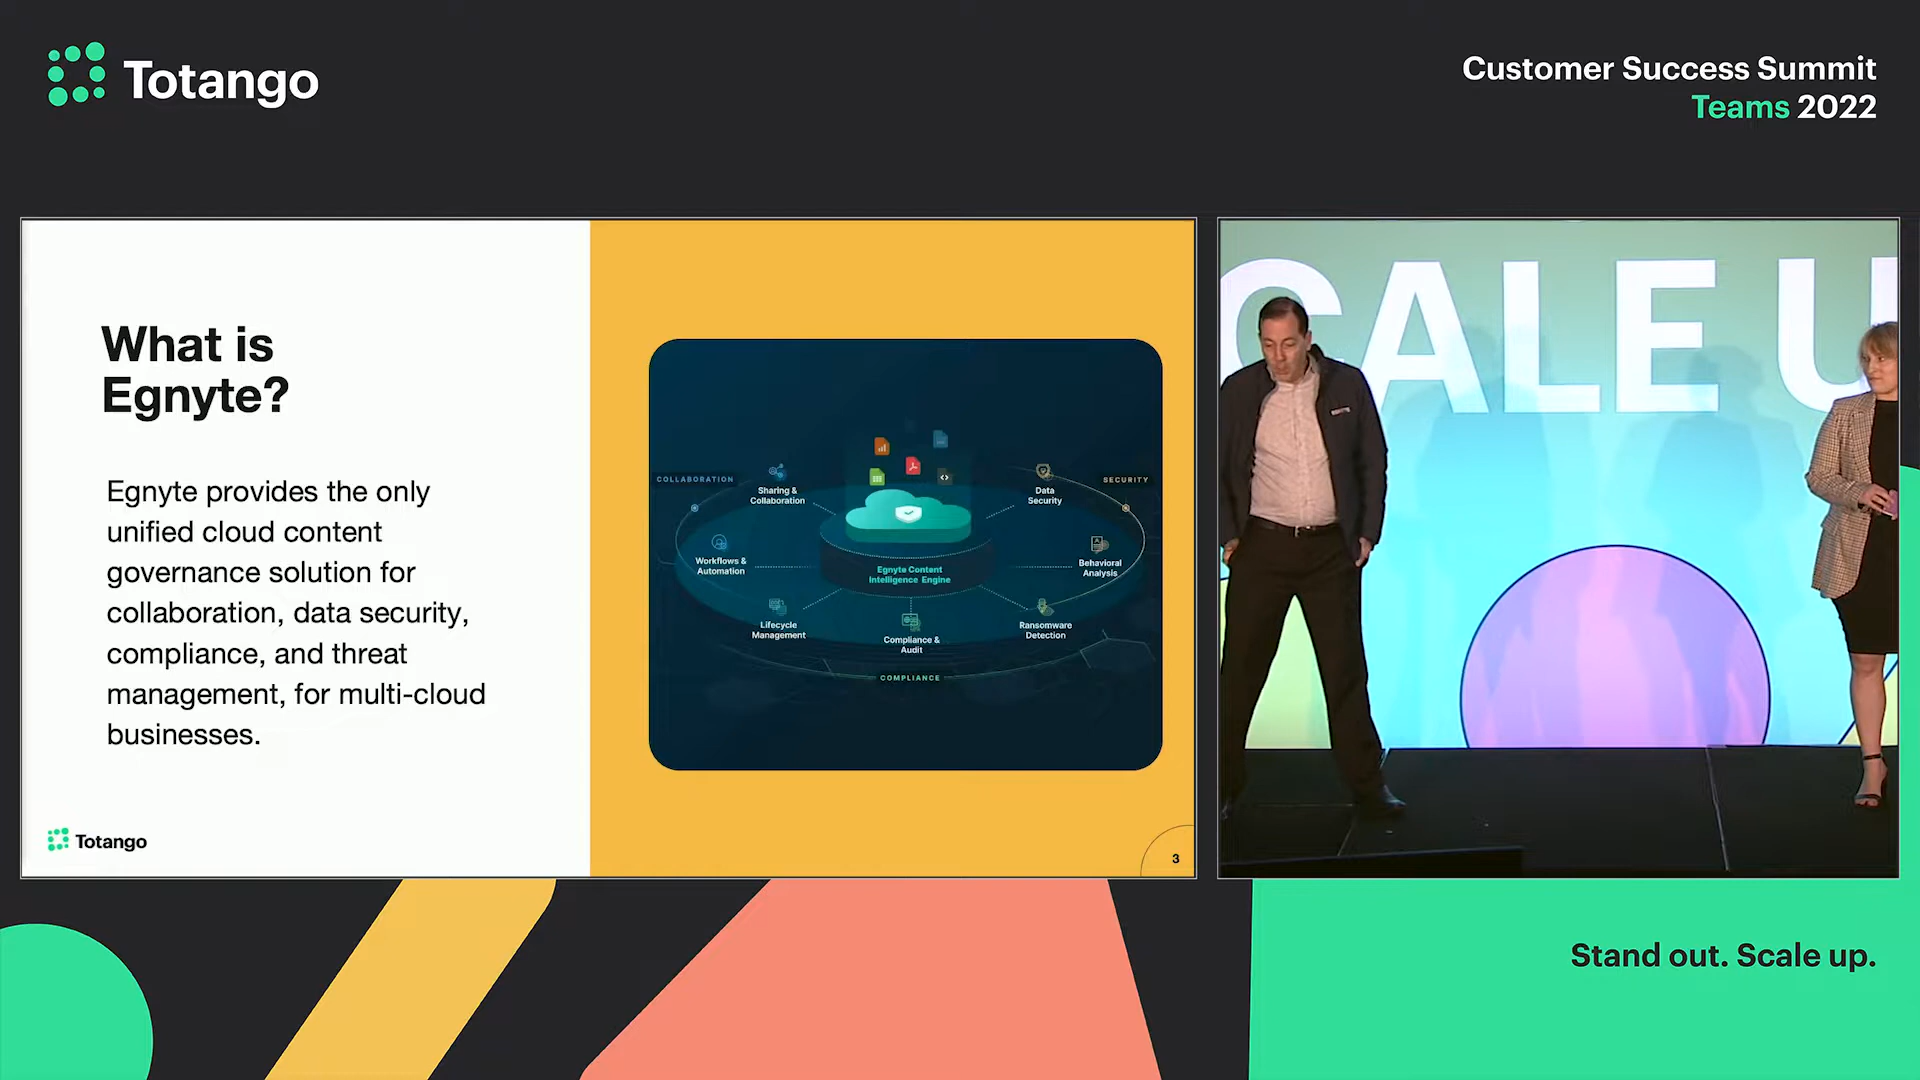 Totango
Customer Success Summit
Teams 2022
What is
Egnyte?
Egnyte provides the only
unified cloud content
governance solution for
collaboration, data security,
compliance, and threat
management, for multi-cloud
businesses.
Totango
COLLABORATION
Sharing &
Collaboration
Data
Security
SECURITY
Workflows &
Automation
Egnyte Content
Intelligence Engine
Behavioral
Analysis
Lifecycle
Management
Compliance &
Audit
Ransomware
Detection
COMPLIANCE
3
CALE U
Stand out. Scale up.